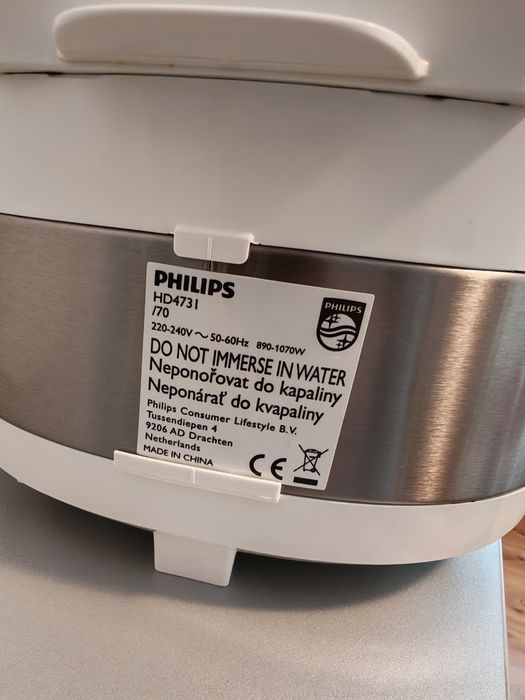 PHILIPS
HD4731
/70
PHILIPS
220-240V ~ 50-60Hz 890-1070W
DO NOT IMMERSE IN WATER
Neponořovat do kapaliny
Neponárať do kvapaliny
Philips Consumer Lifestyle B.V.
Tussendiepen 4
9206 AD Drachten
Netherlands
MADE IN CHINA
CE